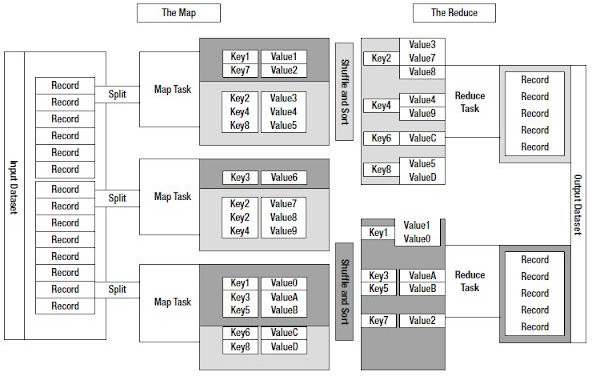 The Map
The Reduce
Input Dataset
Record
Record
Record
Record
Record
Record
Record
Record
Record
Record
Record
Record
Record
Record
Split
Split
Split
Map Task
Key1 Value1
Key7 Value2
Key2 Value3
Key4 Value4
Key8 Value5
Map Task
Key3 Value6
Key2 Value7
Key2 Value8
Key4 Value9
Map Task
Key1 Value0
Key3 ValueA
Key5 ValueB
Key6 ValueC
Key8 ValueD
Shuffle and Sort
Shuffle and Sort
Key2
Value3
Value7
Value8
Key4
Value4
Value9
Key6 ValueC
Key8
Value5
ValueD
Reduce
Task
Record
Record
Record
Record
Record
Key1
Value1
Value0
Key3 ValueA
Key5 ValueB
Key7 Value2
Reduce
Task
Record
Record
Record
Record
Record
Output Dataset